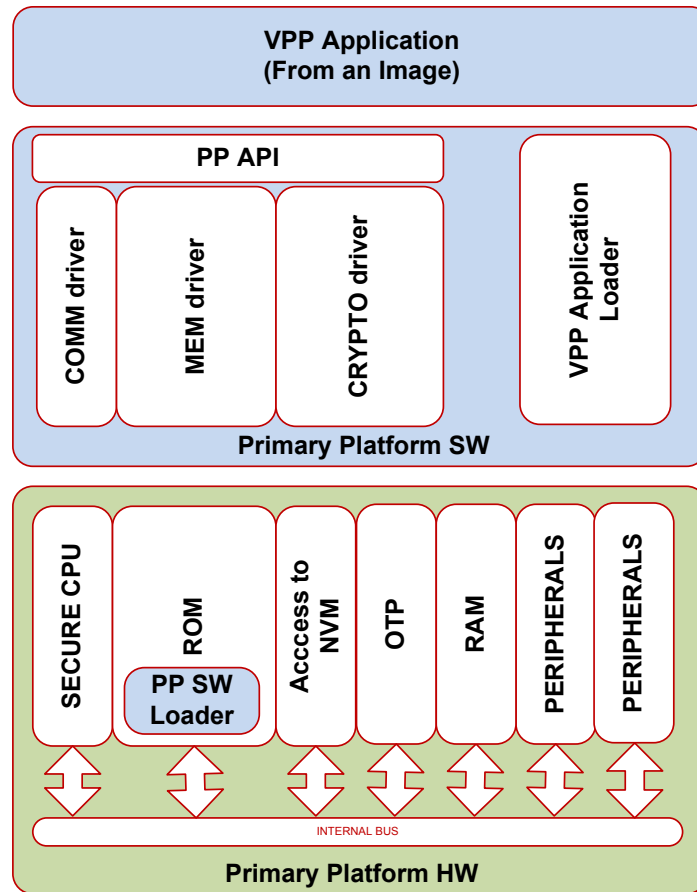 VPP Application
(From an Image)
PP API
COMM driver
MEM driver
CRYPTO driver
VPP Application
Loader
Primary Platform SW
SECURE CPU
ROM
PP SW
Loader
Acccess to
NVM
OTP
RAM
PERIPHERALS
PERIPHERALS
INTERNAL BUS
Primary Platform HW